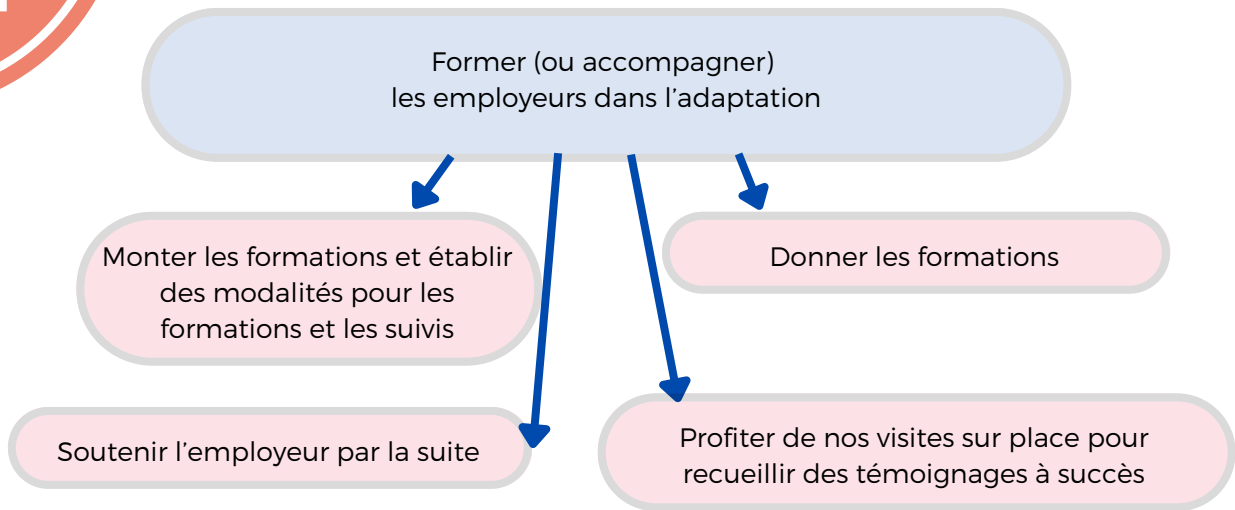 Former (ou accompagner)
les employeurs dans l’adaptation
Monter les formations et établir
des modalités pour les
formations et les suivis
Donner les formations
Soutenir l’employeur par la suite
Profiter de nos visites sur place pour
recueillir des témoignages à succès